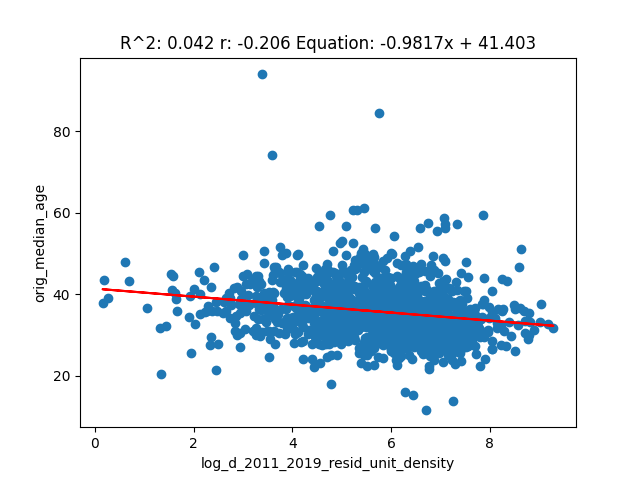 R^2: 0.042 r: -0.206 Equation: -0.9817x + 41.403
80
60
40
20
orig_median_age
0 2 4 6 8
log_d_2011_2019_resid_unit_density